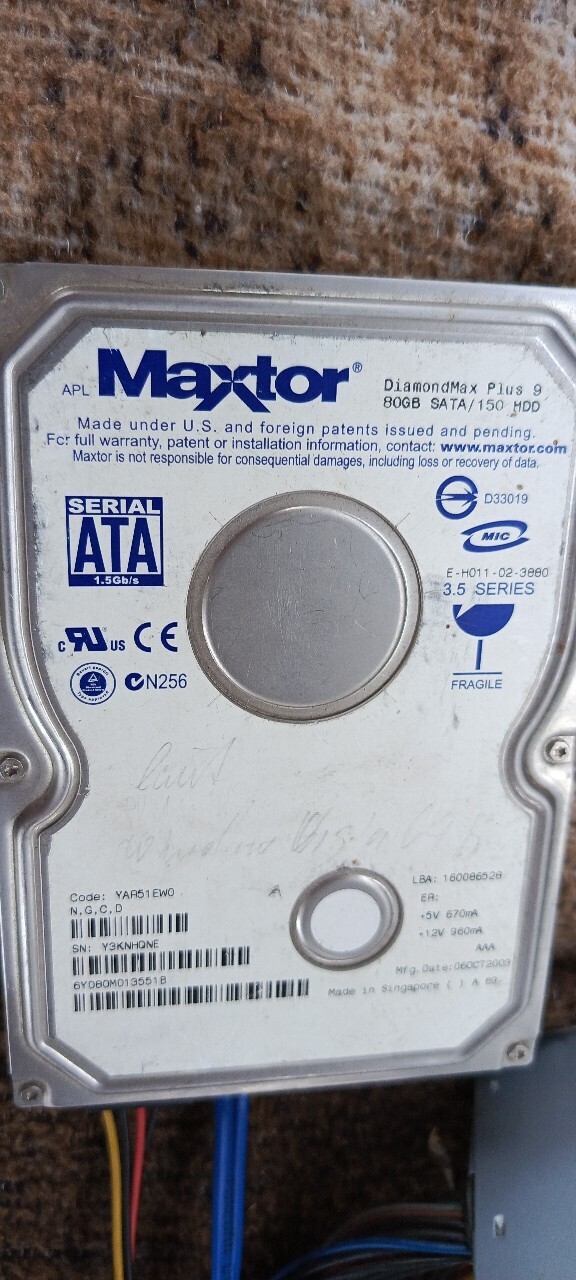 APL Maxtor®
DiamondMax Plus 9
80GB SATA/150 HDD
Made under U.S. and foreign patents issued and pending.
For full warranty, patent or installation information, contact: www.maxtor.com
Maxtor is not responsible for consequential damages, including loss or recovery of data.
SERIAL
ATA
1.5Gb/s
D33019
MIC
E-H011-02-3880
3.5 SERIES
c RU US CE
N256
FRAGILE
Code: YAR51EW0
N,G,C,D
SN: Y3KNHQNE
6Y080M0135518
LBA: 160086528
+5V 670mA
+12V 960mA
AAA
Mfg.Date:06OCT2003
Made in Singapore ( ) A 69